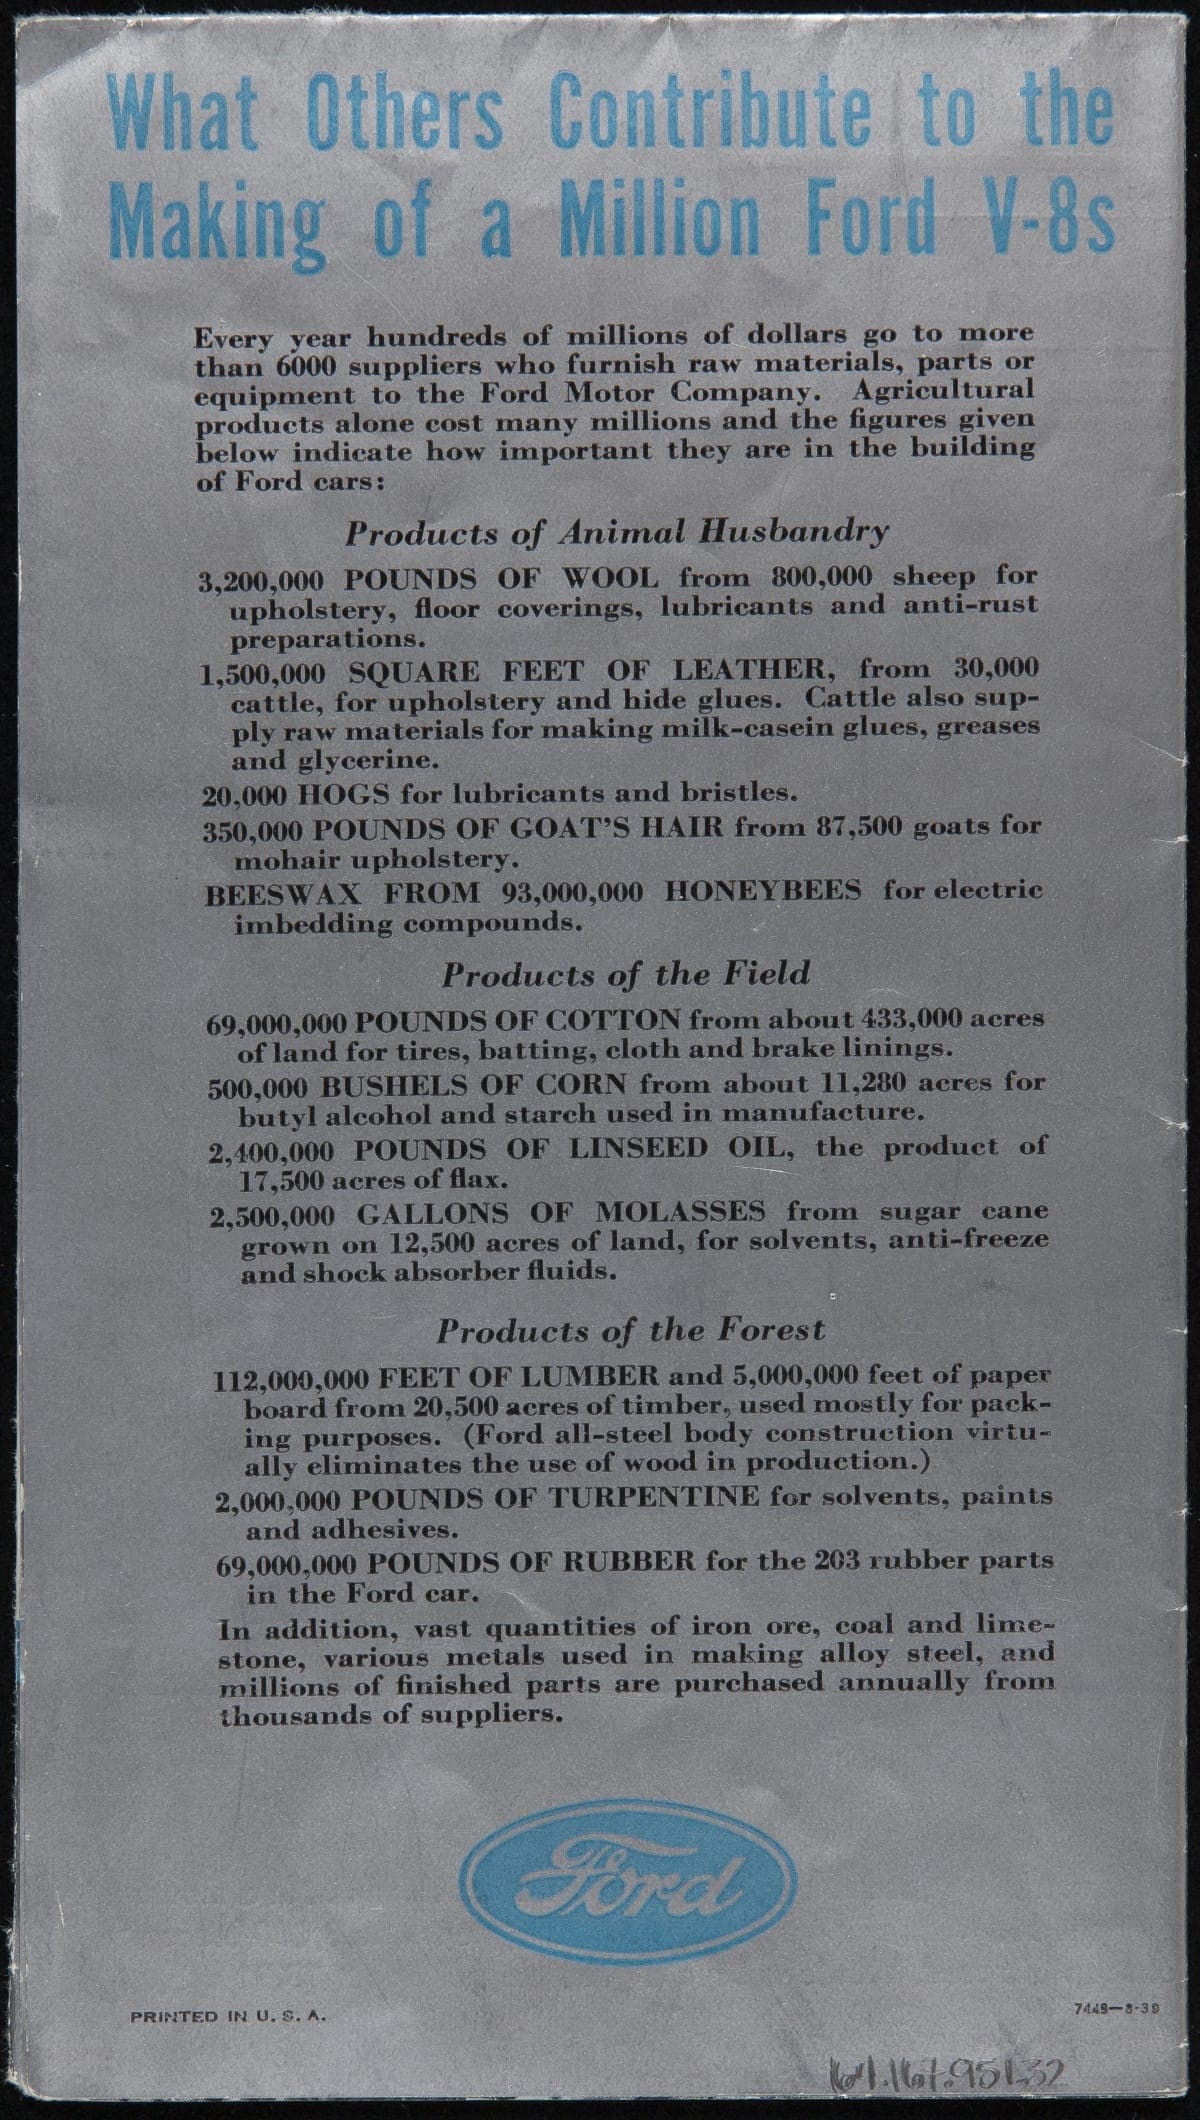 What Others Contribute to the
Making of a Million Ford V-8s
Every year hundreds of millions of dollars go to more
than 6000 suppliers who furnish raw materials, parts or
equipment to the Ford Motor Company. Agricultural
products alone cost many millions and the figures given
below indicate how important they are in the building
of Ford cars:
Products of Animal Husbandry
3,200,000 POUNDS OF WOOL from 800,000 sheep for
upholstery, floor coverings, lubricants and anti-rust
preparations.
1,500,000 SQUARE FEET OF LEATHER, from 30,000
cattle, for upholstery and hide glues. Cattle also sup-
ply raw materials for making milk-casein glues, greases
and glycerine.
20,000 HOGS for lubricants and bristles.
350,000 POUNDS OF GOAT'S HAIR from 87,500 goats for
mohair upholstery.
BEESWAX FROM 93,000,000 HONEYBEES for electric
imbedding compounds.
Products of the Field
69,000,000 POUNDS OF COTTON from about 433,000 acres
of land for tires, batting, cloth and brake linings.
500,000 BUSHELS OF CORN from about 11,280 acres for
butyl alcohol and starch used in manufacture.
2,400,000 POUNDS OF LINSEED OIL, the product of
17,500 acres of flax.
2,500,000 GALLONS OF MOLASSES from sugar cane
grown on 12,500 acres of land, for solvents, anti-freeze
and shock absorber fluids.
Products of the Forest
112,000,000 FEET OF LUMBER and 5,000,000 feet of paper
board from 20,500 acres of timber, used mostly for pack-
ing purposes. (Ford all-steel body construction virtu-
ally eliminates the use of wood in production.)
2,000,000 POUNDS OF TURPENTINE for solvents, paints
and adhesives.
69,000,000 POUNDS OF RUBBER for the 203 rubber parts
in the Ford car.
In addition, vast quantities of iron ore, coal and lime-
stone, various metals used in making alloy steel, and
millions of finished parts are purchased annually from
thousands of suppliers.
Ford
PRINTED IN U. S. A.